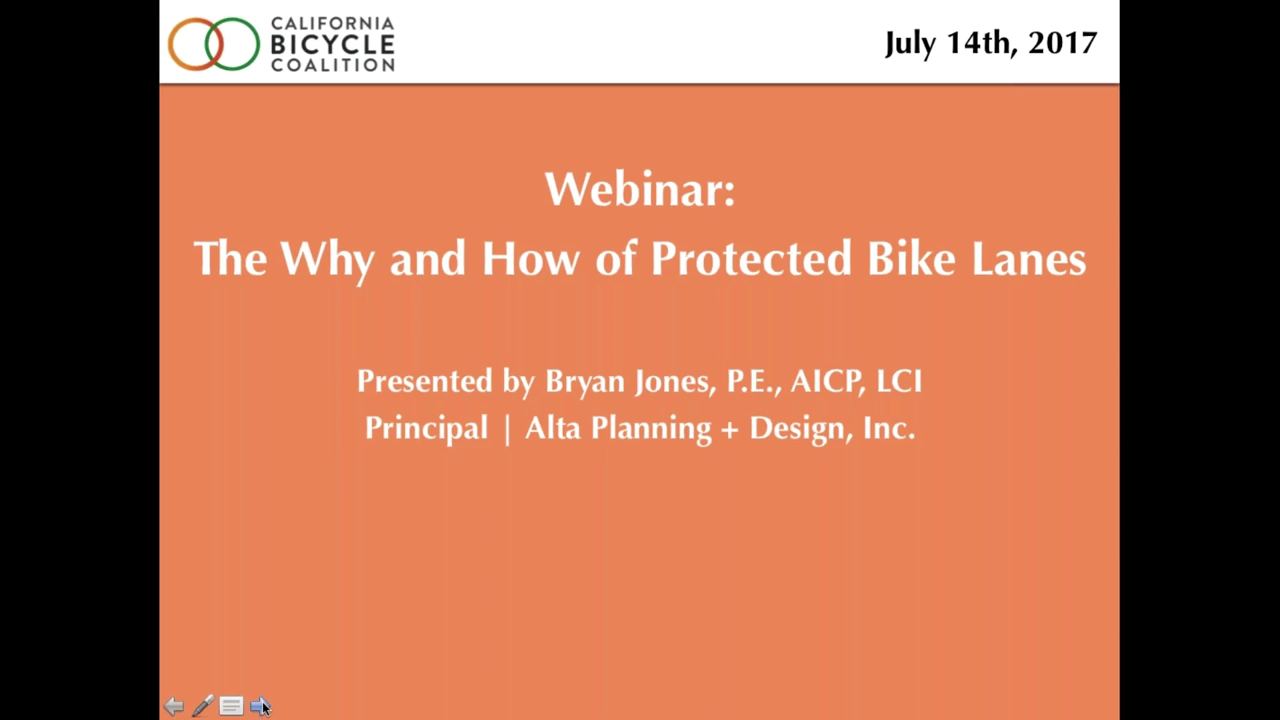 CALIFORNIA
BICYCLE
COALITION
July 14th, 2017
Webinar:
The Why and How of Protected Bike Lanes
Presented by Bryan Jones, P.E., AICP, LCI
Principal | Alta Planning + Design, Inc.